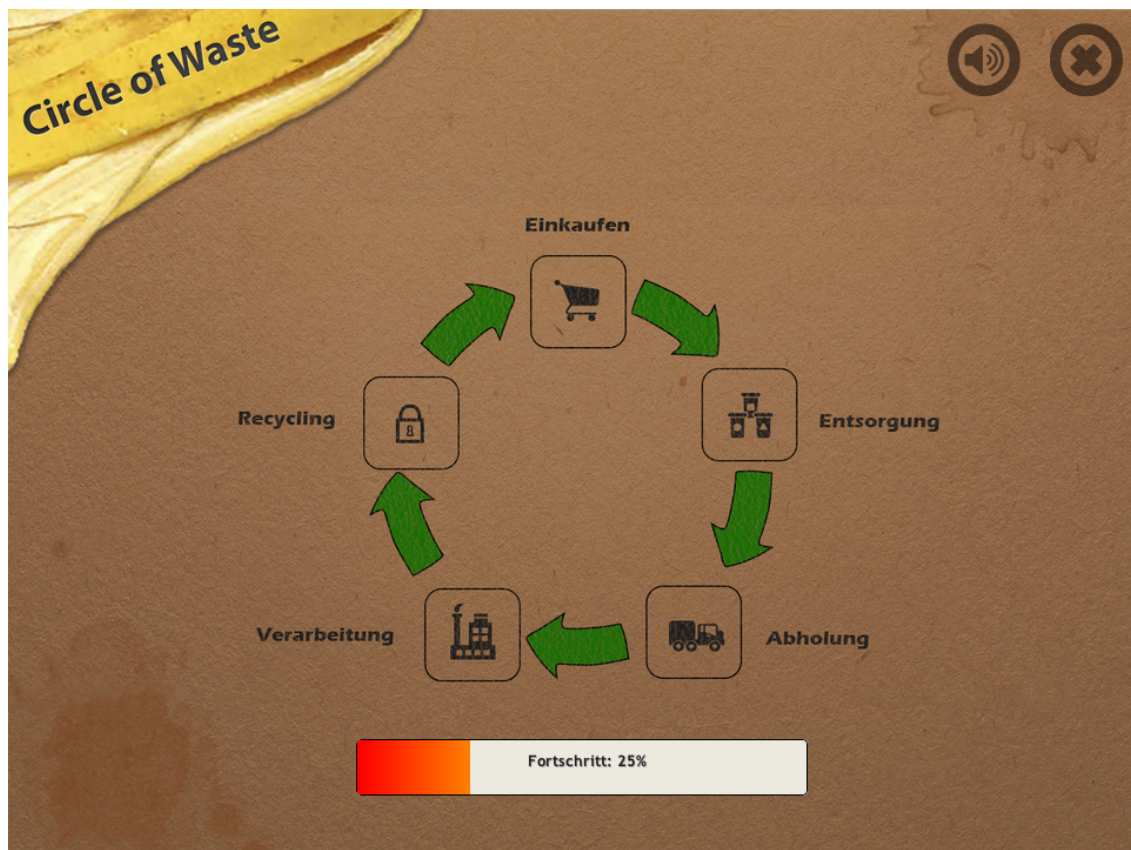 Circle of Waste
Einkaufen
Recycling
Entsorgung
Verarbeitung
Abholung
Fortschritt: 25%